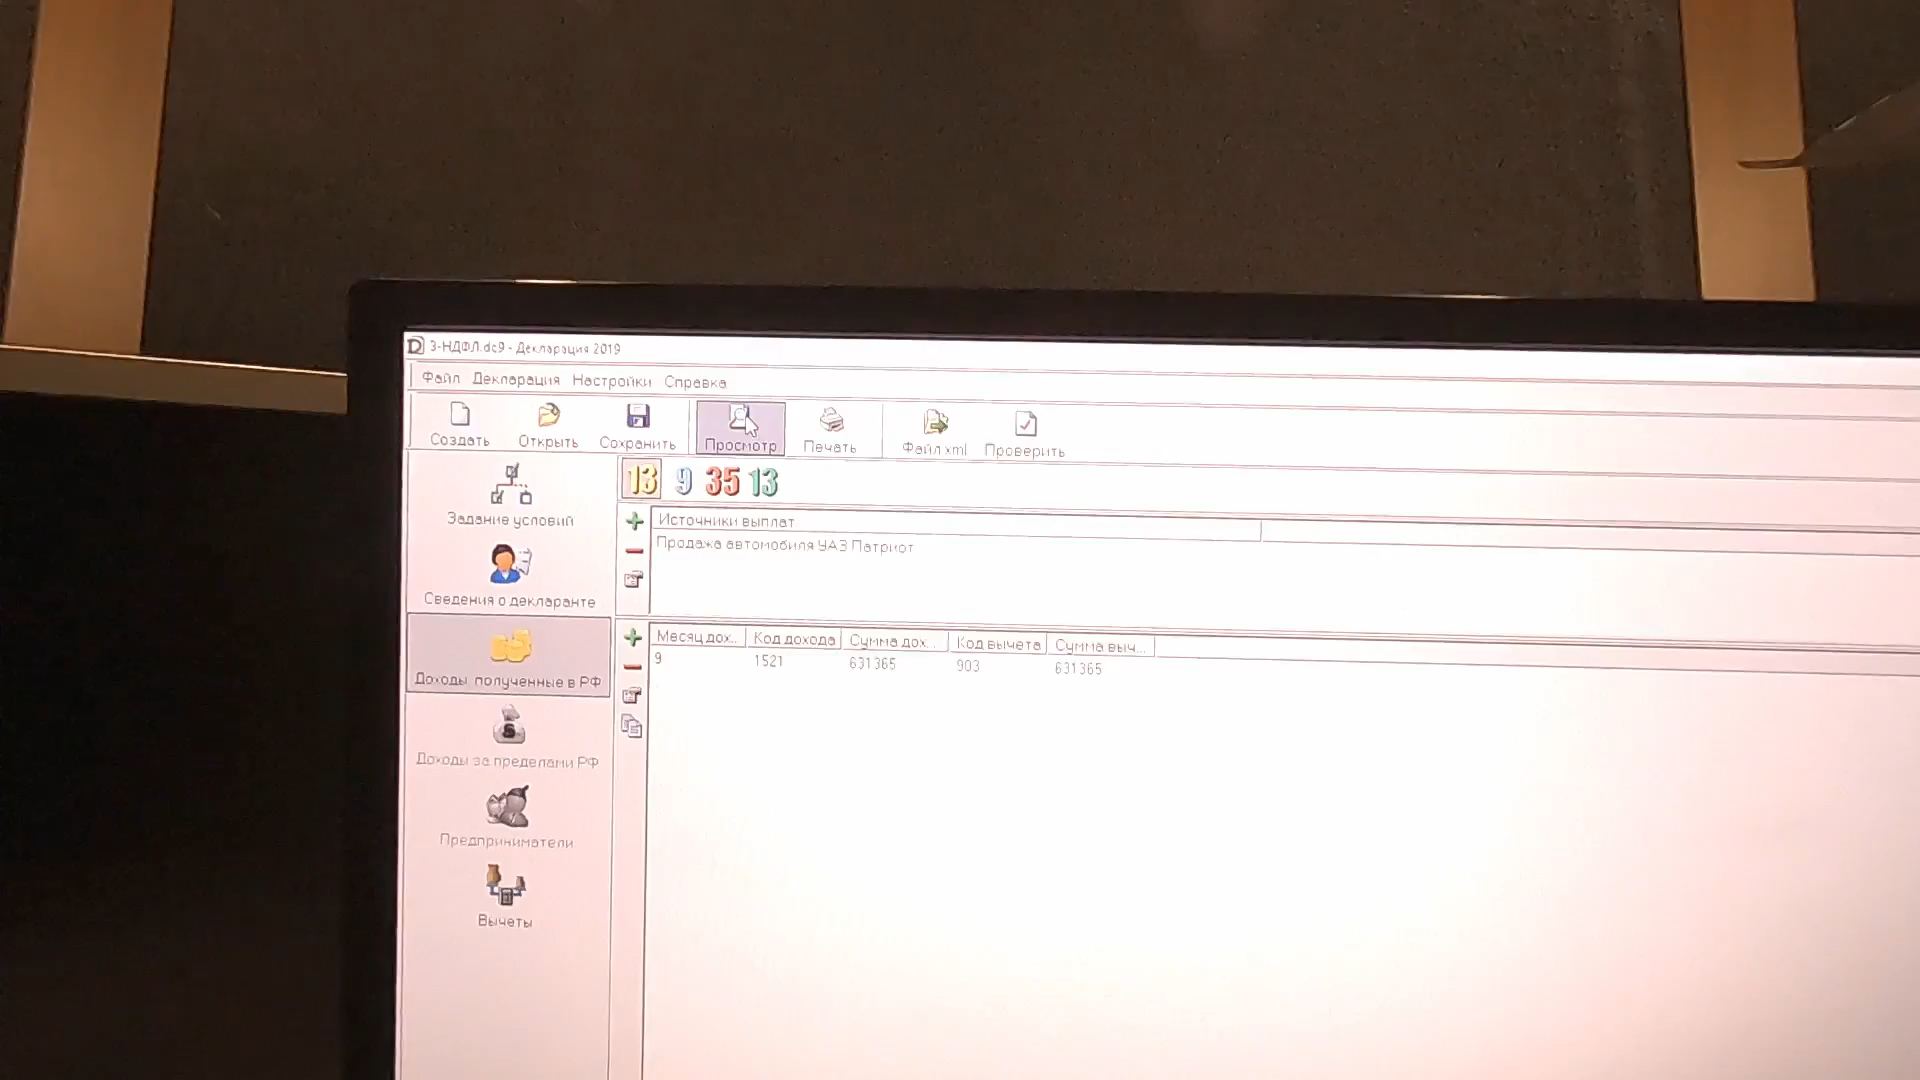 3-НДФЛ.dc9 - Декларация 2019
Файл Декларация Настройки Справка
Создать Открыть Сохранить Просмотр Печать Файл xml Проверить
13 9 35 13
Задание условий
Сведения о декларанте
Доходы, полученные в РФ
Доходы за пределами РФ
Предприниматели
Вычеты
Источники выплат
Продажа автомобиля УАЗ Патриот
Месяц дох... Код дохода Сумма дох... Код вычета Сумма выч...
9 1521 631365 903 631365